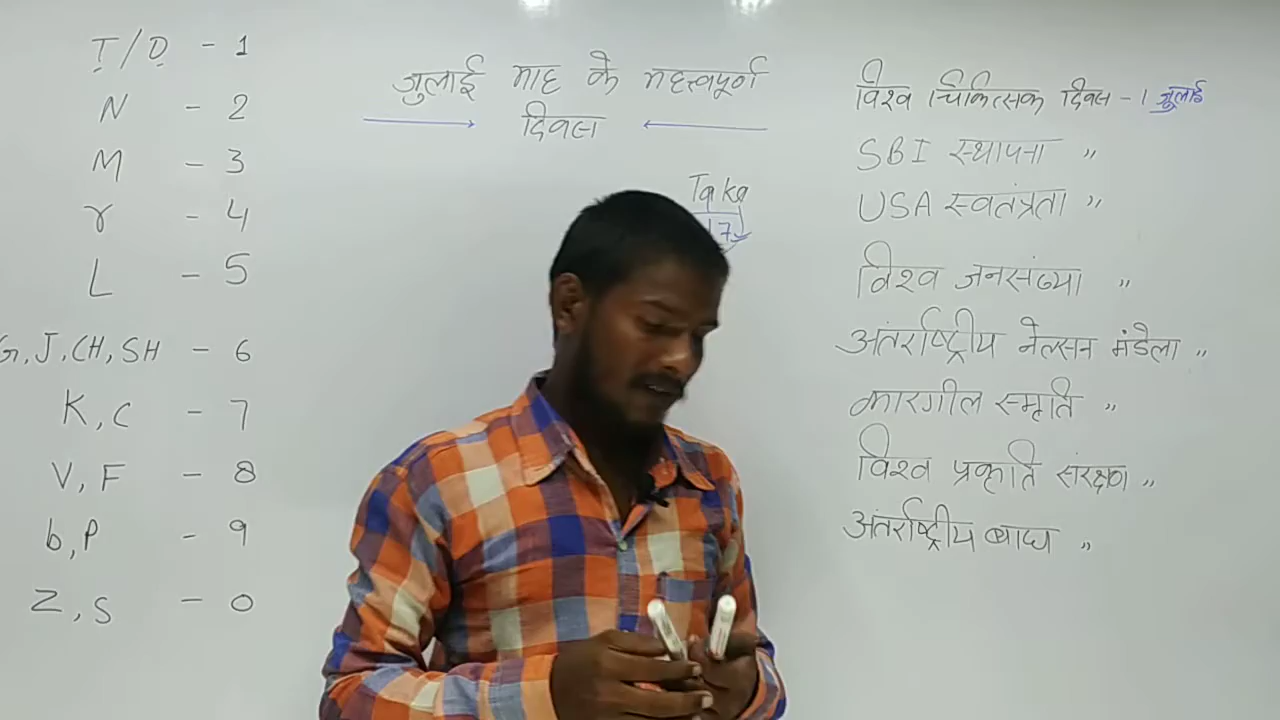 T/D - 1
N - 2
M - 3
r - 4
L - 5
G, J, CH, SH - 6
K, C - 7
V, F - 8
b, P - 9
Z, S - 0
जुलाई माह के महत्त्वपूर्ण
दिवस
Taka
17
विश्व चिकित्सक दिवस - 1 जुलाई
SBI स्थापना "
USA स्वतंत्रता "
विश्व जनसंख्या "
अंतर्राष्ट्रीय नेल्सन मंडेला "
कारगील स्मृति "
विश्व प्रकृति संरक्षण "
अंतर्राष्ट्रीय बाघ "